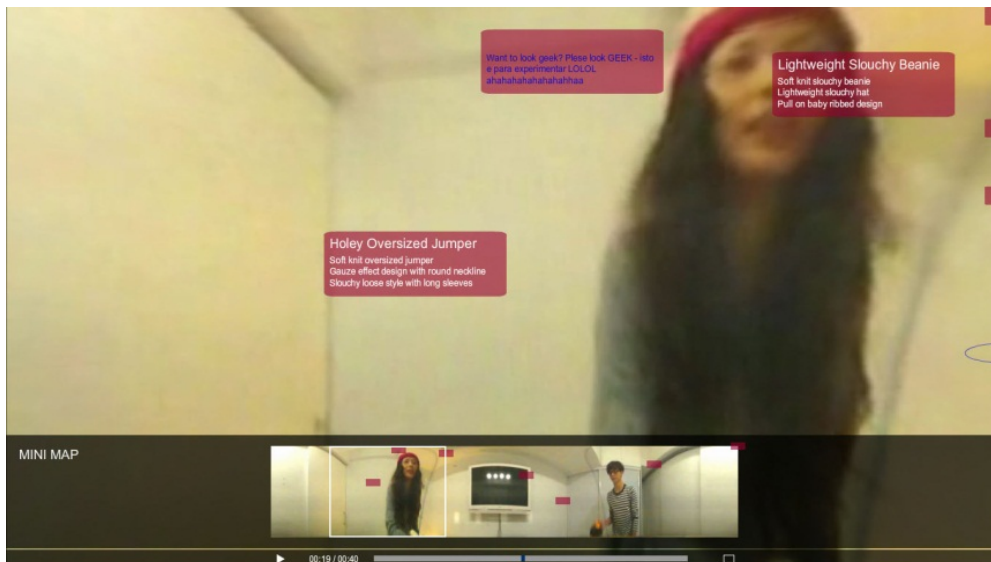 Want to look geek? Plese look GEEK - isto
e para experimentar LOLOL
ahahahahahahahahhaa
Lightweight Slouchy Beanie
Soft knit slouchy beanie
Lightweight slouchy hat
Pull on baby ribbed design
Holey Oversized Jumper
Soft knit oversized jumper
Gauze effect design with round neckline
Slouchy loose style with long sleeves
MINI MAP
00:19 / 00:40